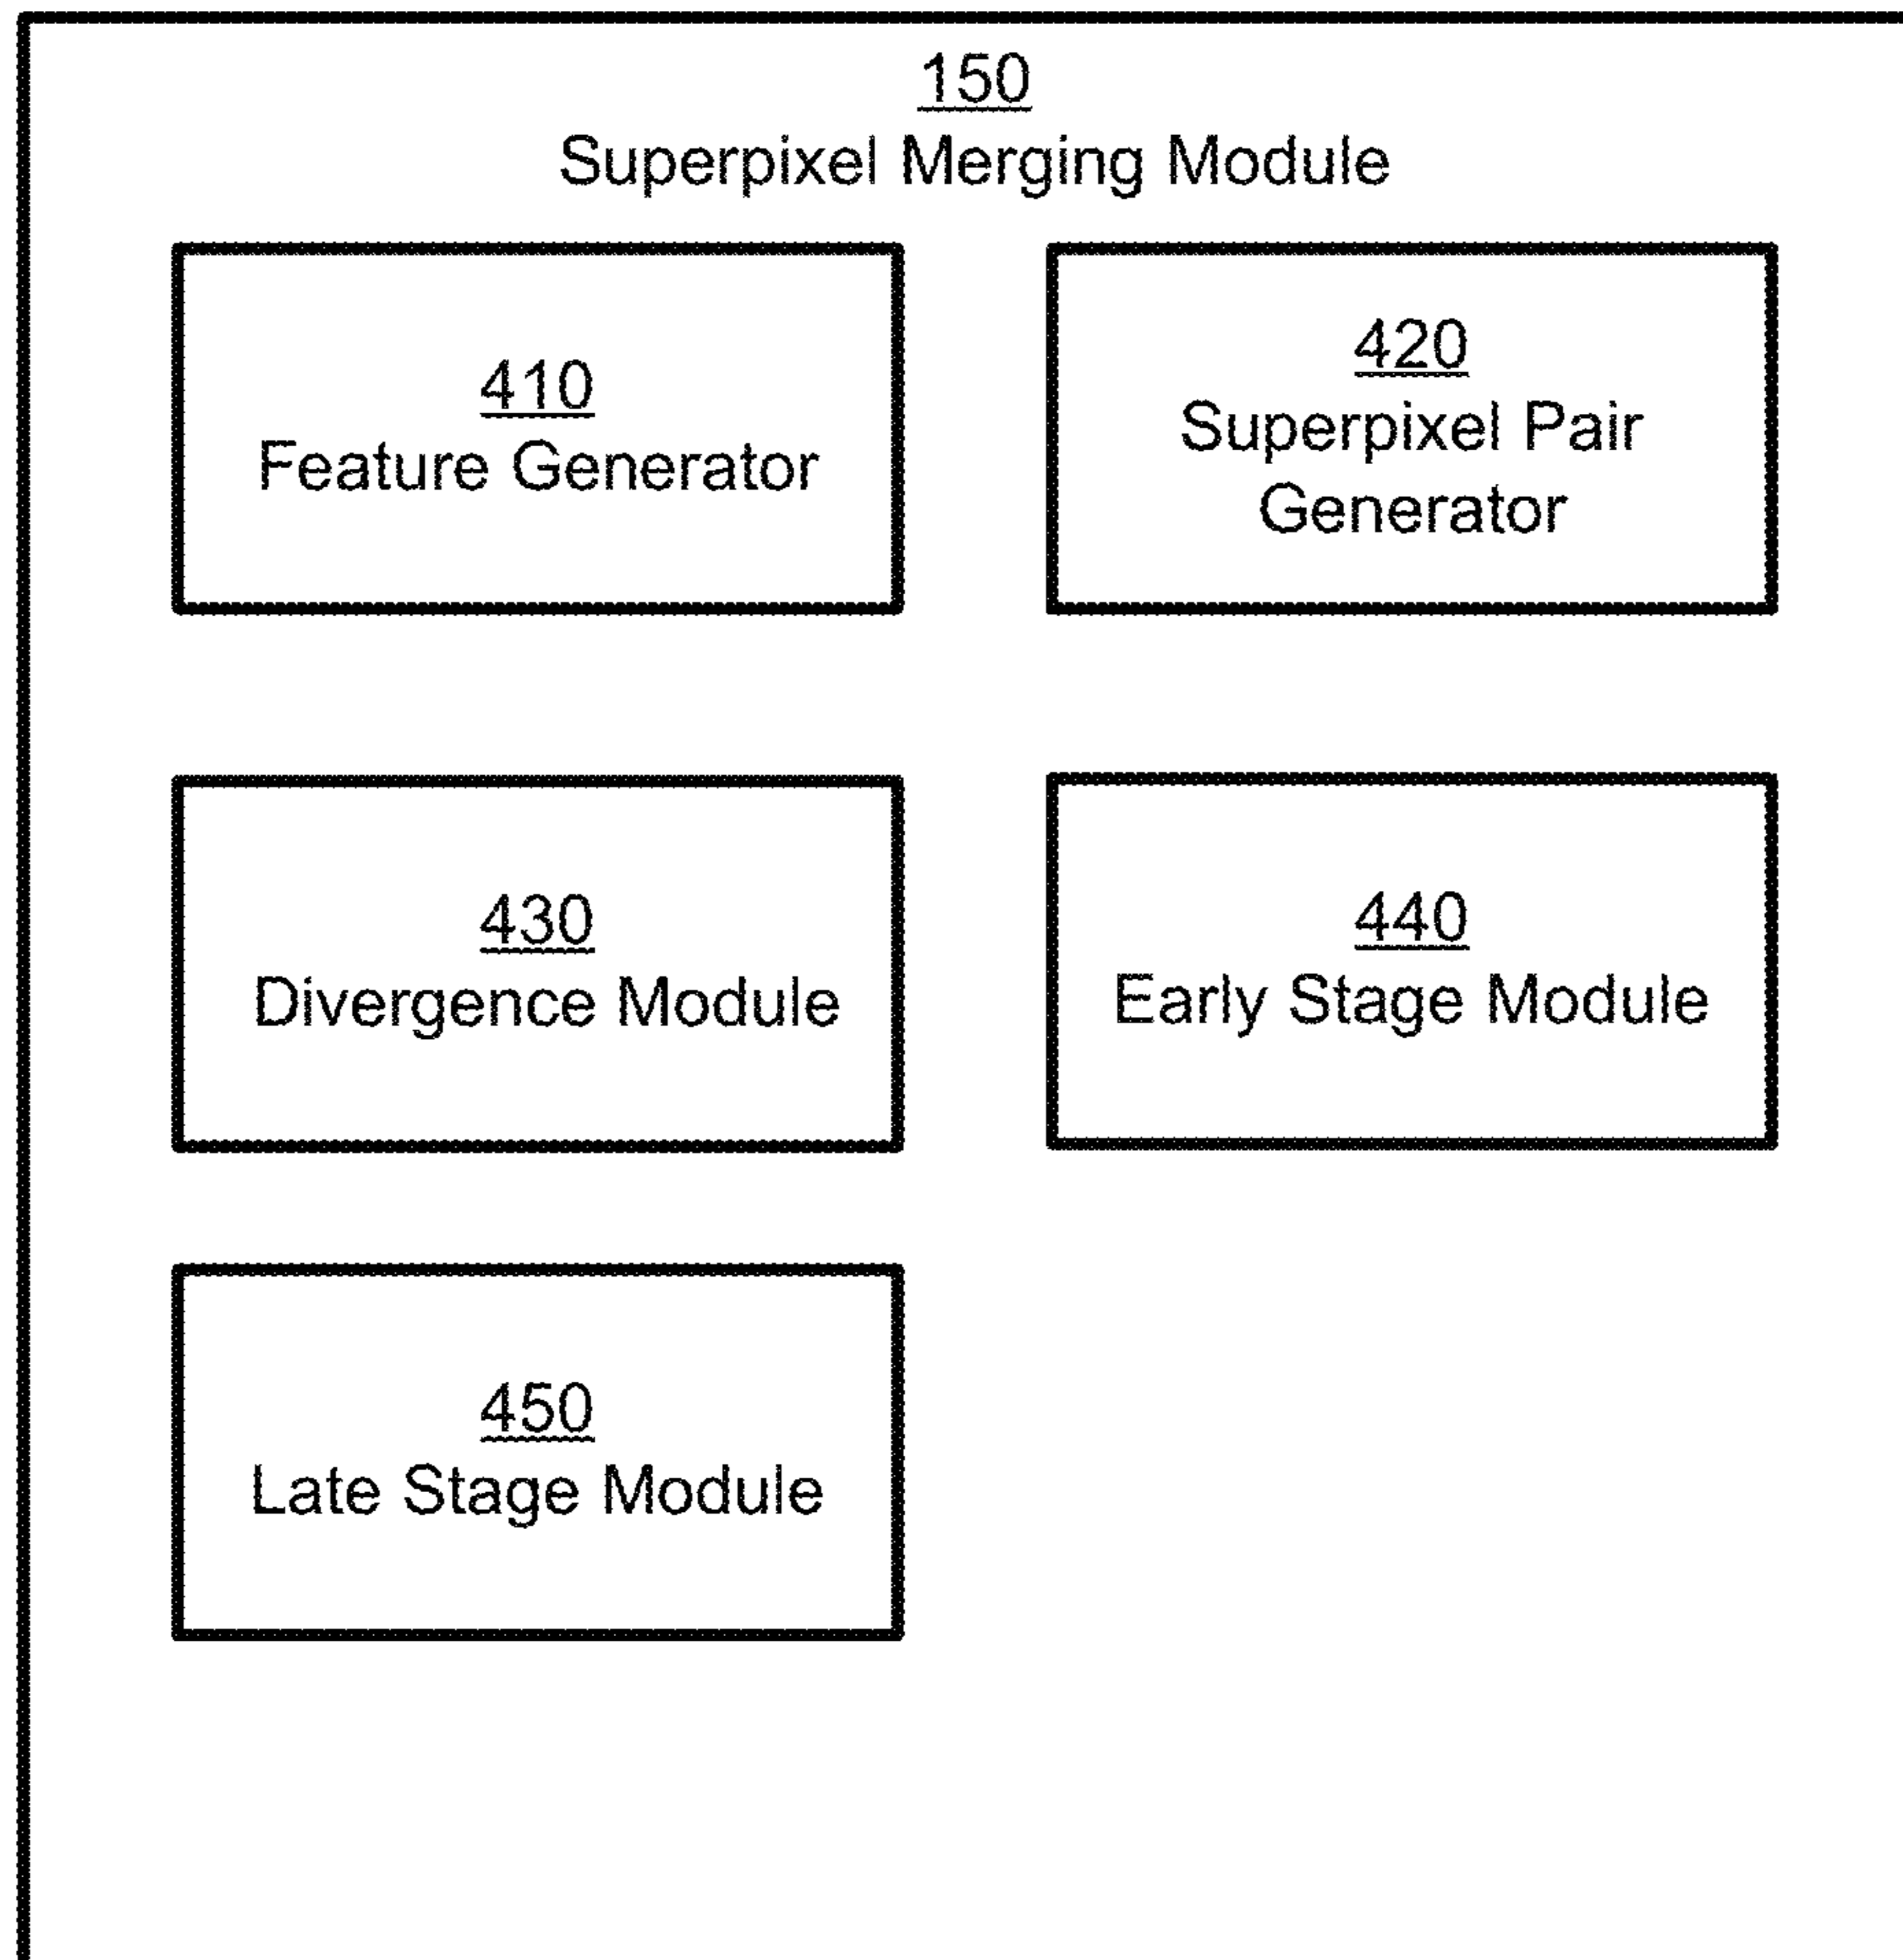 150
Superpixel Merging Module
410
Feature Generator
420
Superpixel Pair
Generator
430
Divergence Module
440
Early Stage Module
450
Late Stage Module